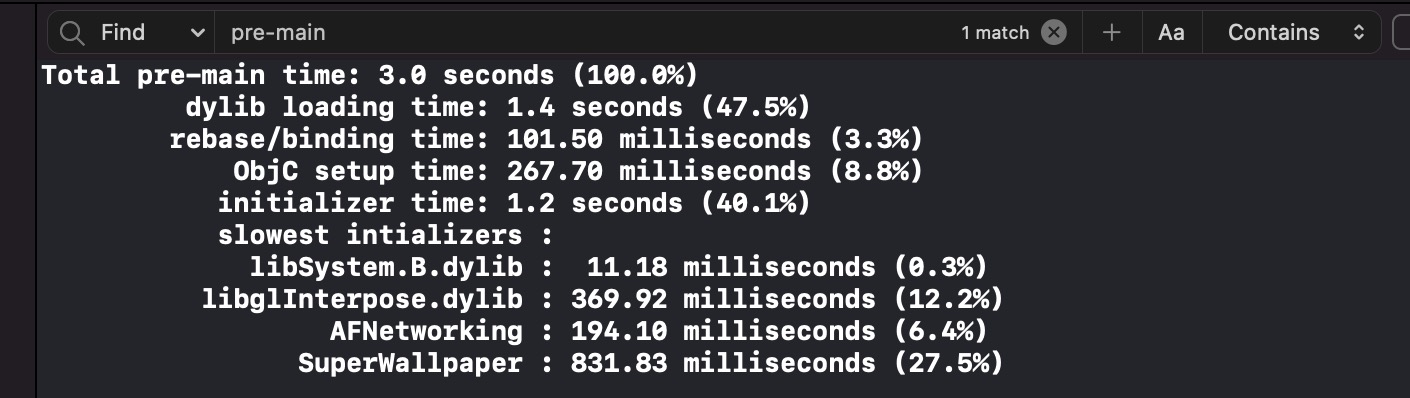 Find pre-main 1 match Aa Contains
Total pre-main time: 3.0 seconds (100.0%)
dylib loading time: 1.4 seconds (47.5%)
rebase/binding time: 101.50 milliseconds (3.3%)
ObjC setup time: 267.70 milliseconds (8.8%)
initializer time: 1.2 seconds (40.1%)
slowest intializers :
libSystem.B.dylib : 11.18 milliseconds (0.3%)
libglInterpose.dylib : 369.92 milliseconds (12.2%)
AFNetworking : 194.10 milliseconds (6.4%)
SuperWallpaper : 831.83 milliseconds (27.5%)